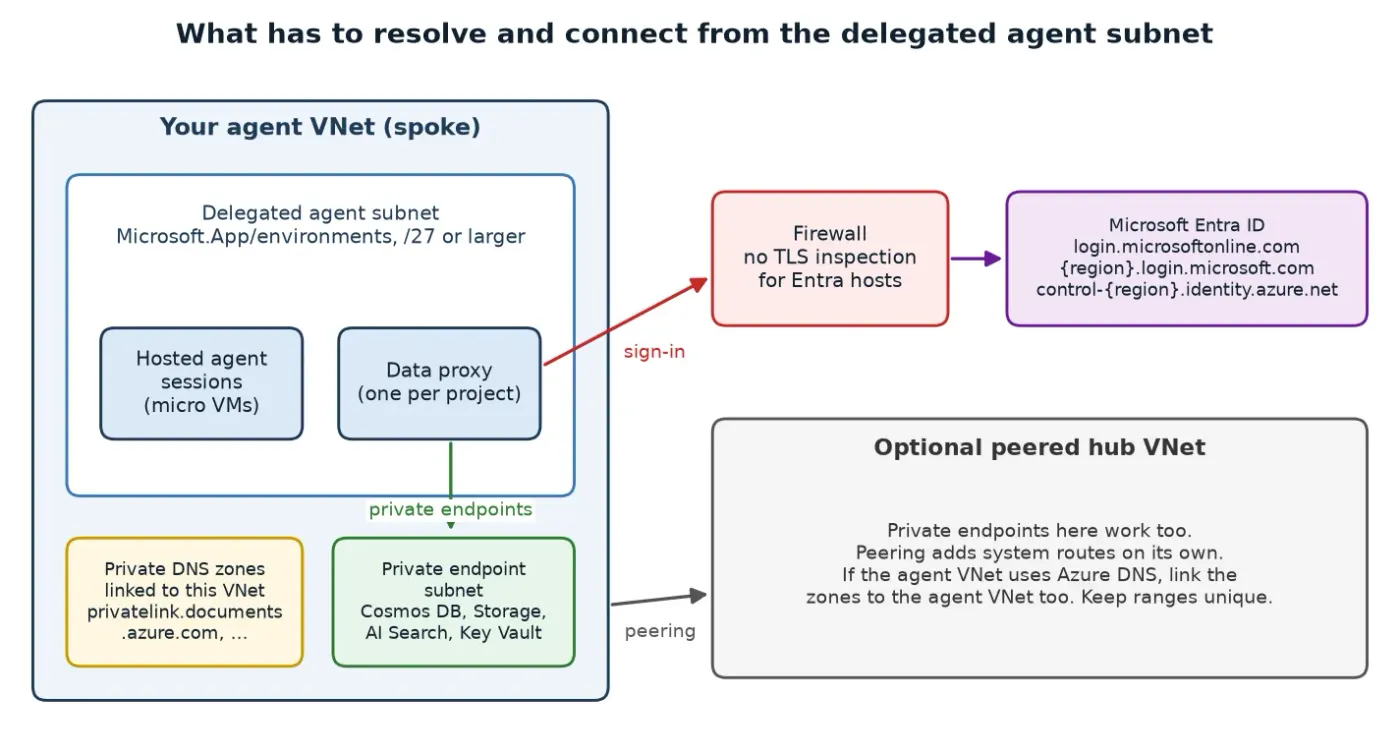 What has to resolve and connect from the delegated agent subnet
Your agent VNet (spoke)
Delegated agent subnet
Microsoft.App/environments, /27 or larger
Hosted agent
sessions
(micro VMs)
Data proxy
(one per project)
private endpoints
Private DNS zones
linked to this VNet
privatelink.documents
.azure.com, ...
Private endpoint
subnet
Cosmos DB, Storage,
AI Search, Key Vault
sign-in
Firewall
no TLS inspection
for Entra hosts
Microsoft Entra ID
login.microsoftonline.com
{region}.login.microsoft.com
control-{region}.identity.azure.net
peering
Optional peered hub VNet
Private endpoints here work too.
Peering adds system routes on its own.
If the agent VNet uses Azure DNS, link the
zones to the agent VNet too. Keep ranges unique.